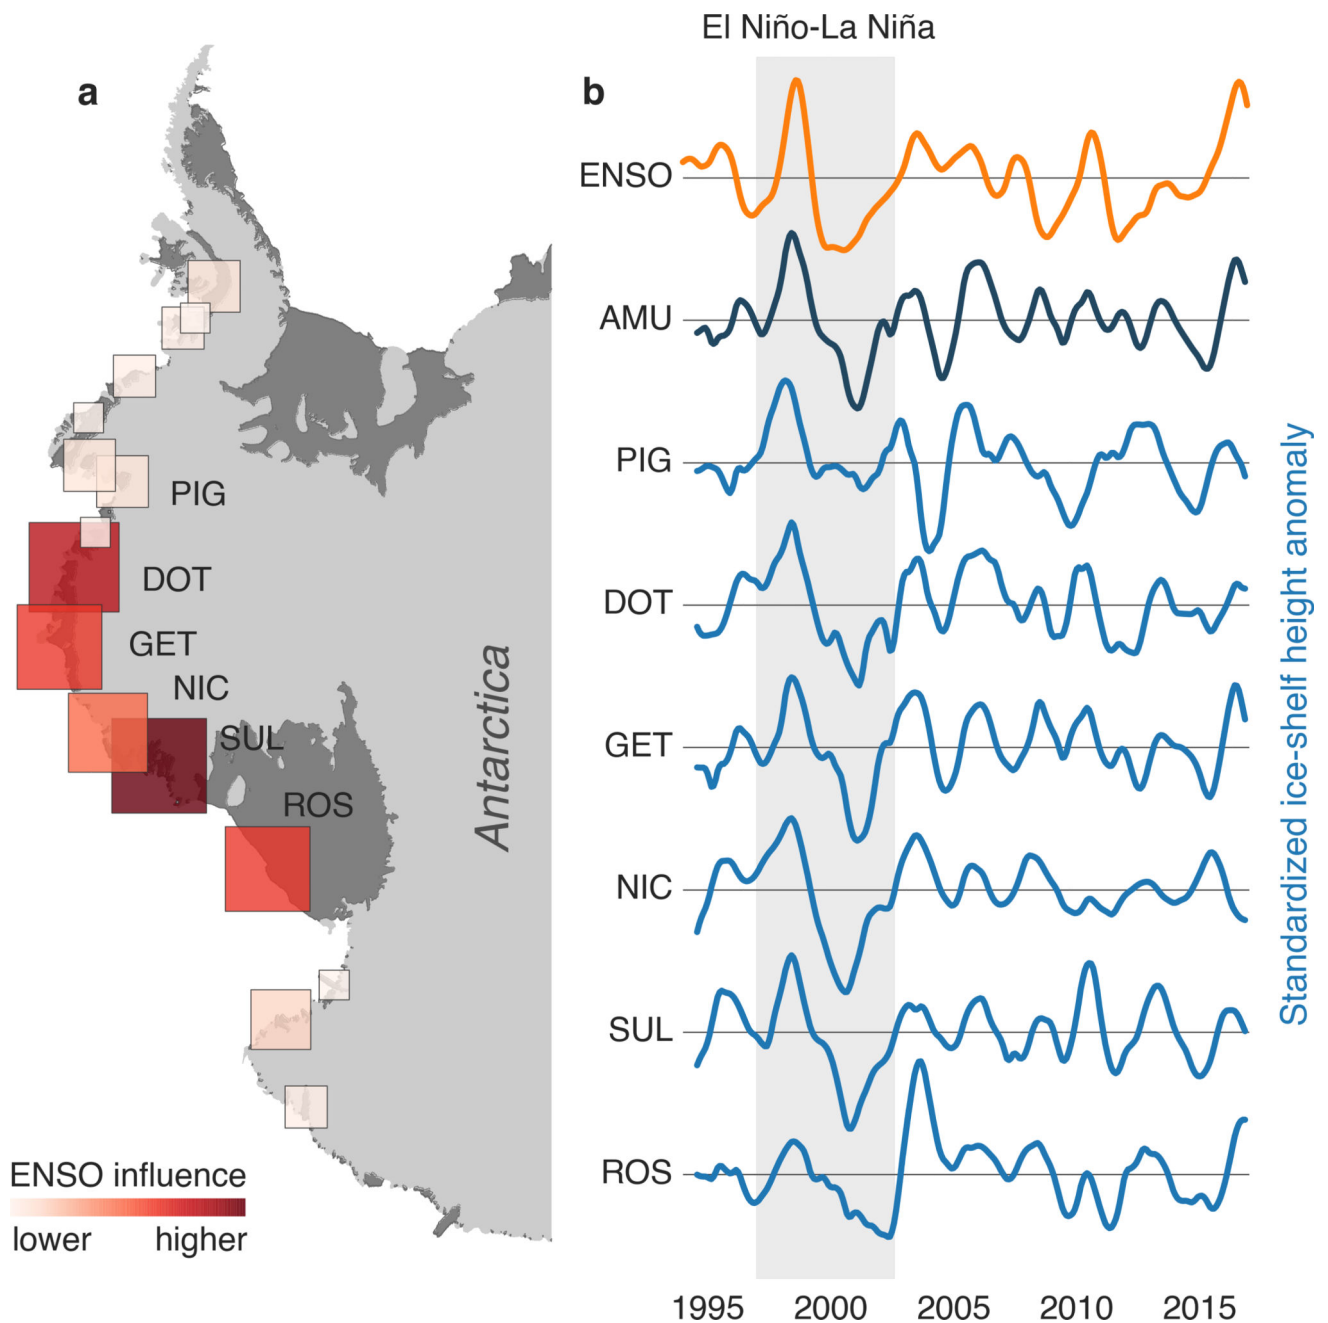 a
PIG
DOT
GET
NIC
SUL
ROS
Antarctica
ENSO influence
lower higher
El Niño-La Niña
b
ENSO
AMU
PIG
DOT
GET
NIC
SUL
ROS
1995 2000 2005 2010 2015
Standardized ice-shelf height anomaly